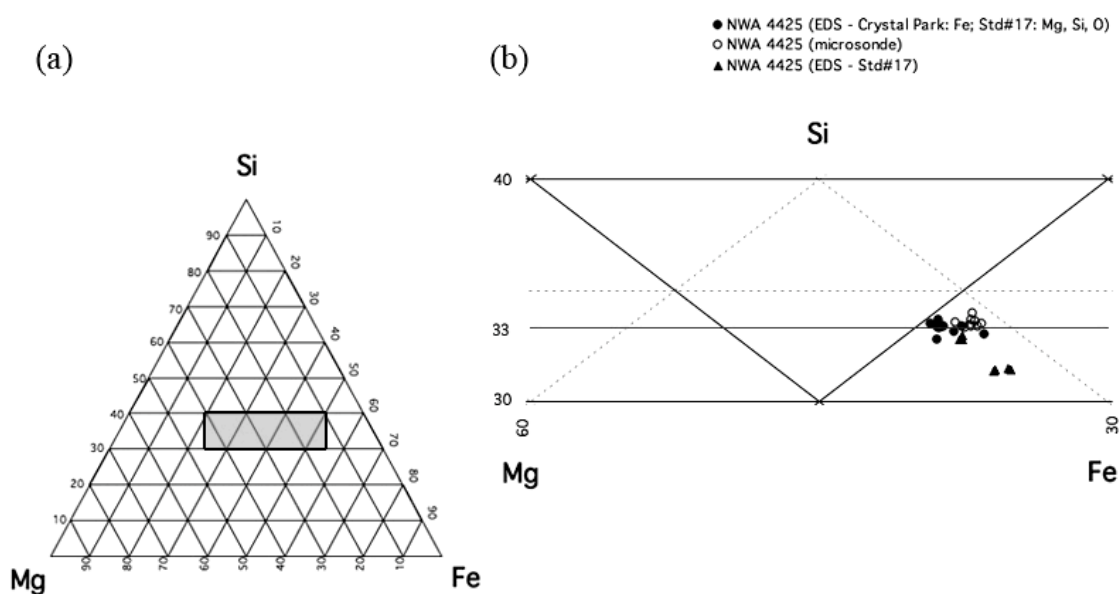 ● NWA 4425 (EDS - Crystal Park: Fe; Std#17: Mg, Si, O)
○ NWA 4425 (microsonde)
▲ NWA 4425 (EDS - Std#17)
(a)
(b)
Si
90
80
70
60
50
40
30
20
10
10
20
30
40
50
60
70
80
90
90
80
70
60
50
40
30
20
10
Mg
Fe
Si
40
33
30
60
30
Mg
Fe